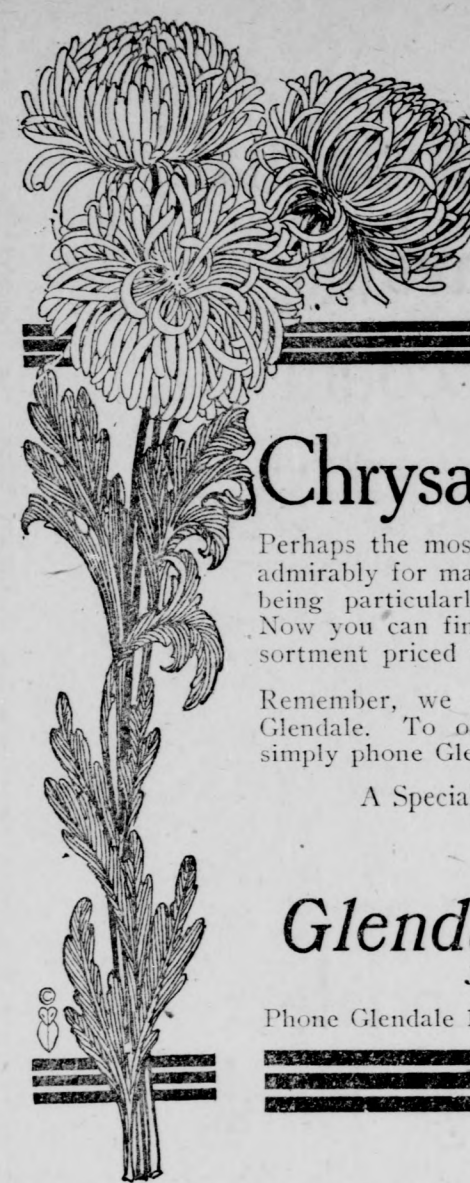 Chrysa
Perhaps the mos
admirably for ma
being particularl
Now you can fin
sortment priced
Remember, we
Glendale. To o
simply phone Gle
A Specia
Glend
Phone Glendale
©